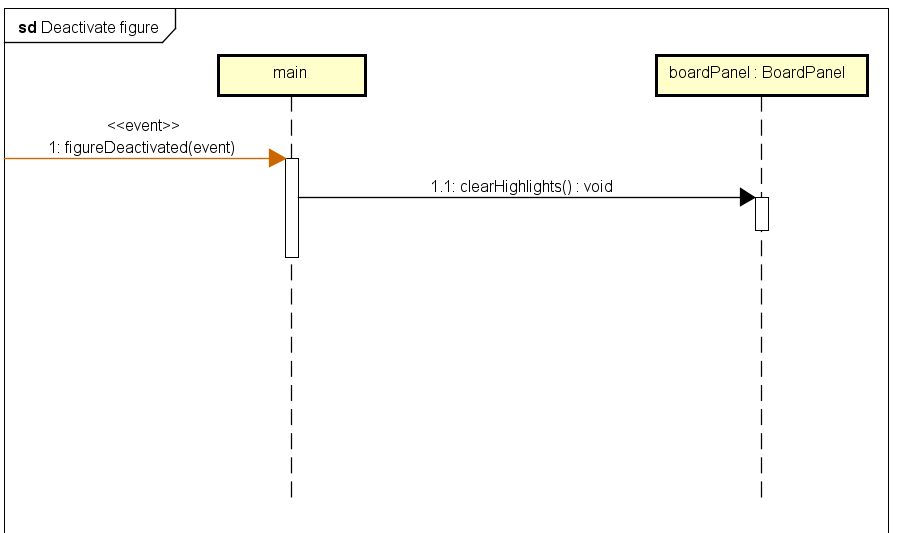 sd Deactivate figure
main
boardPanel : BoardPanel
<<event>>
1: figureDeactivated(event)
1.1: clearHighlights() : void